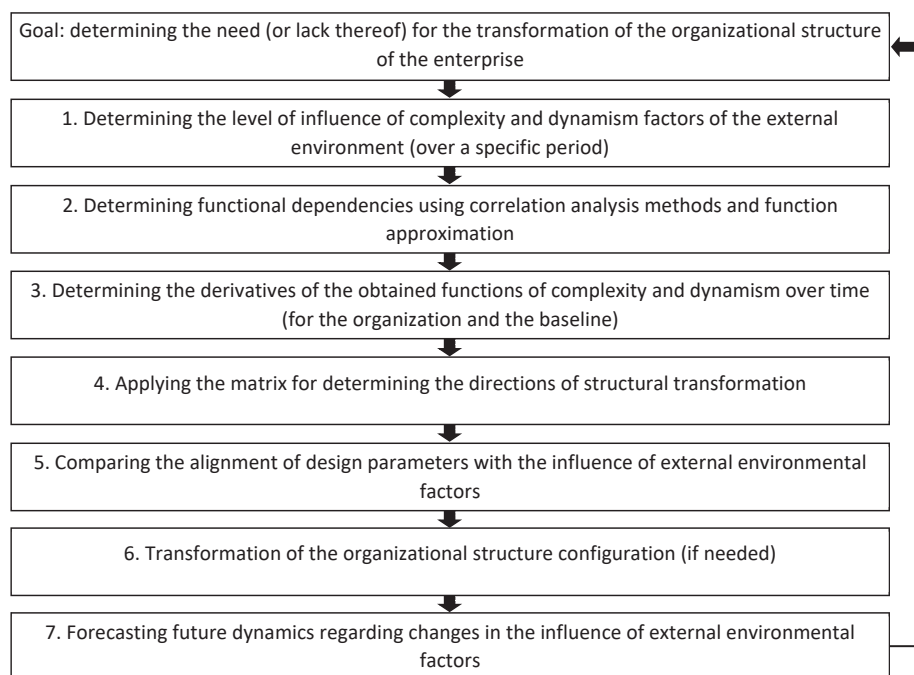 Goal: determining the need (or lack thereof) for the transformation of the organizational structure
of the enterprise
1. Determining the level of influence of complexity and dynamism factors of the external
environment (over a specific period)
2. Determining functional dependencies using correlation analysis methods and function
approximation
3. Determining the derivatives of the obtained functions of complexity and dynamism over time
(for the organization and the baseline)
4. Applying the matrix for determining the directions of structural transformation
5. Comparing the alignment of design parameters with the influence of external environmental
factors
6. Transformation of the organizational structure configuration (if needed)
7. Forecasting future dynamics regarding changes in the influence of external environmental
factors